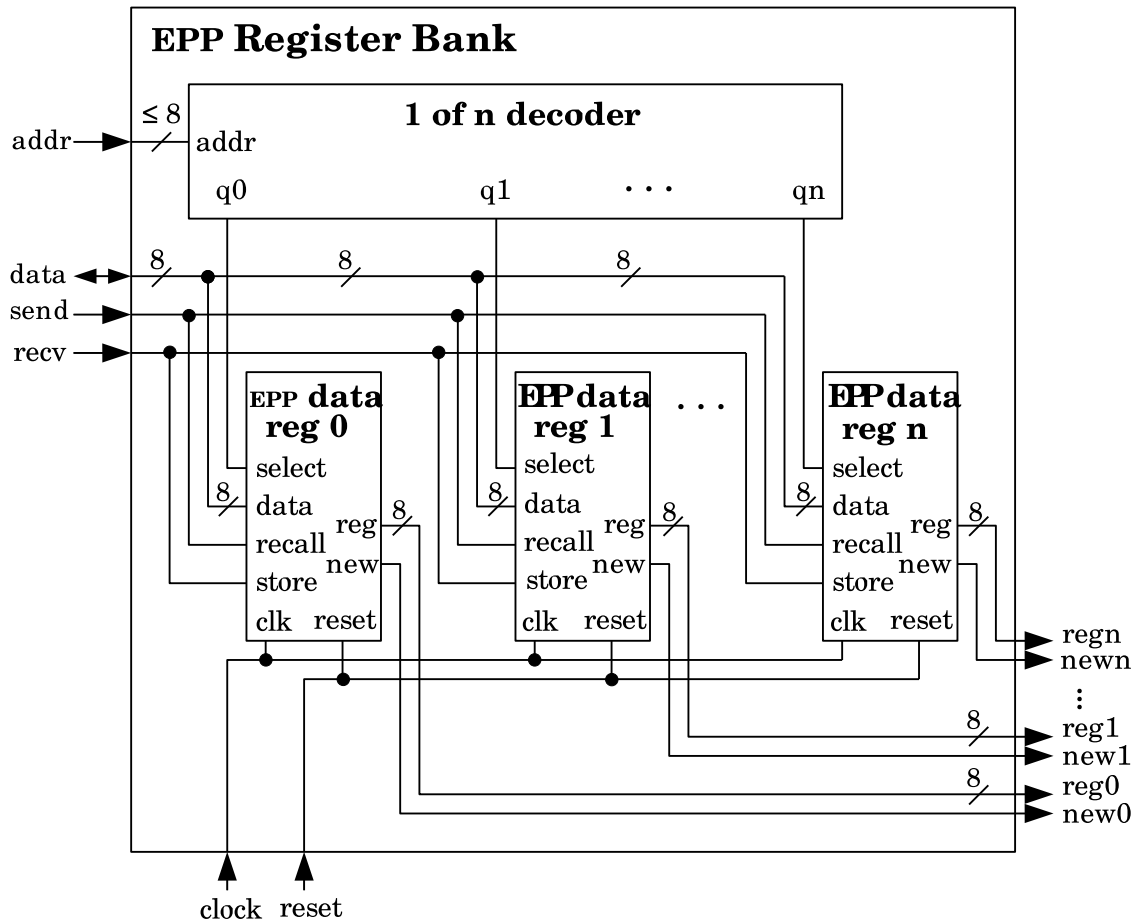 EPP Register Bank
≤ 8
1 of n decoder
addr
addr
q0
q1
. . .
qn
8
8
8
data
send
recv
EPP data
reg 0
select
8
data
recall
store
reg
8
new
clk
reset
EPP data
reg 1
select
8
data
recall
store
reg
8
new
clk
reset
. . .
EPP data
reg n
select
8
data
recall
store
reg
8
new
clk
reset
regn
newn
⋮
8
reg1
new1
8
reg0
new0
clock
reset